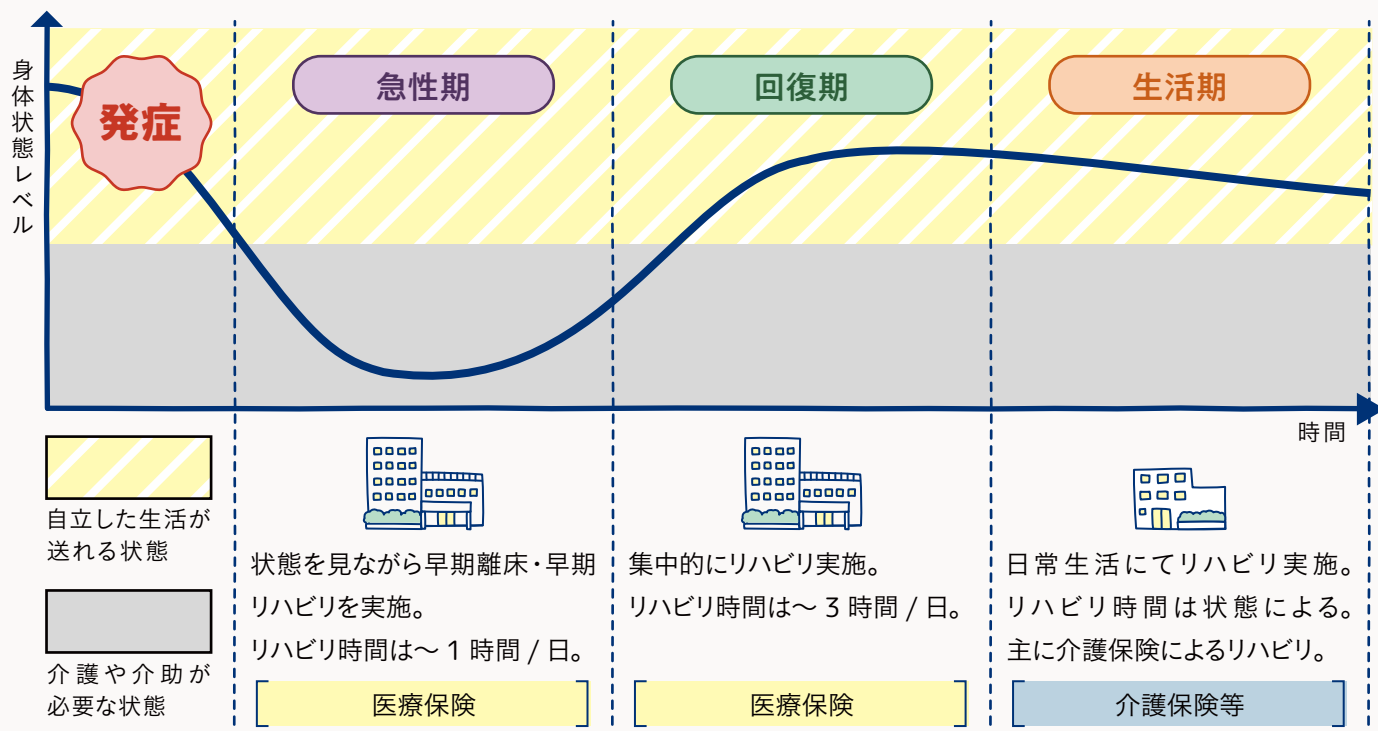 身体状態レベル
発症
急性期
回復期
生活期
時間
自立した生活が
送れる状態
介護や介助が
必要な状態
状態を見ながら早期離床・早期
リハビリを実施。
リハビリ時間は～1時間/日。
医療保険
集中的にリハビリ実施。
リハビリ時間は～3時間/日。
医療保険
日常生活にてリハビリ実施。
リハビリ時間は状態による。
主に介護保険によるリハビリ。
介護保険等